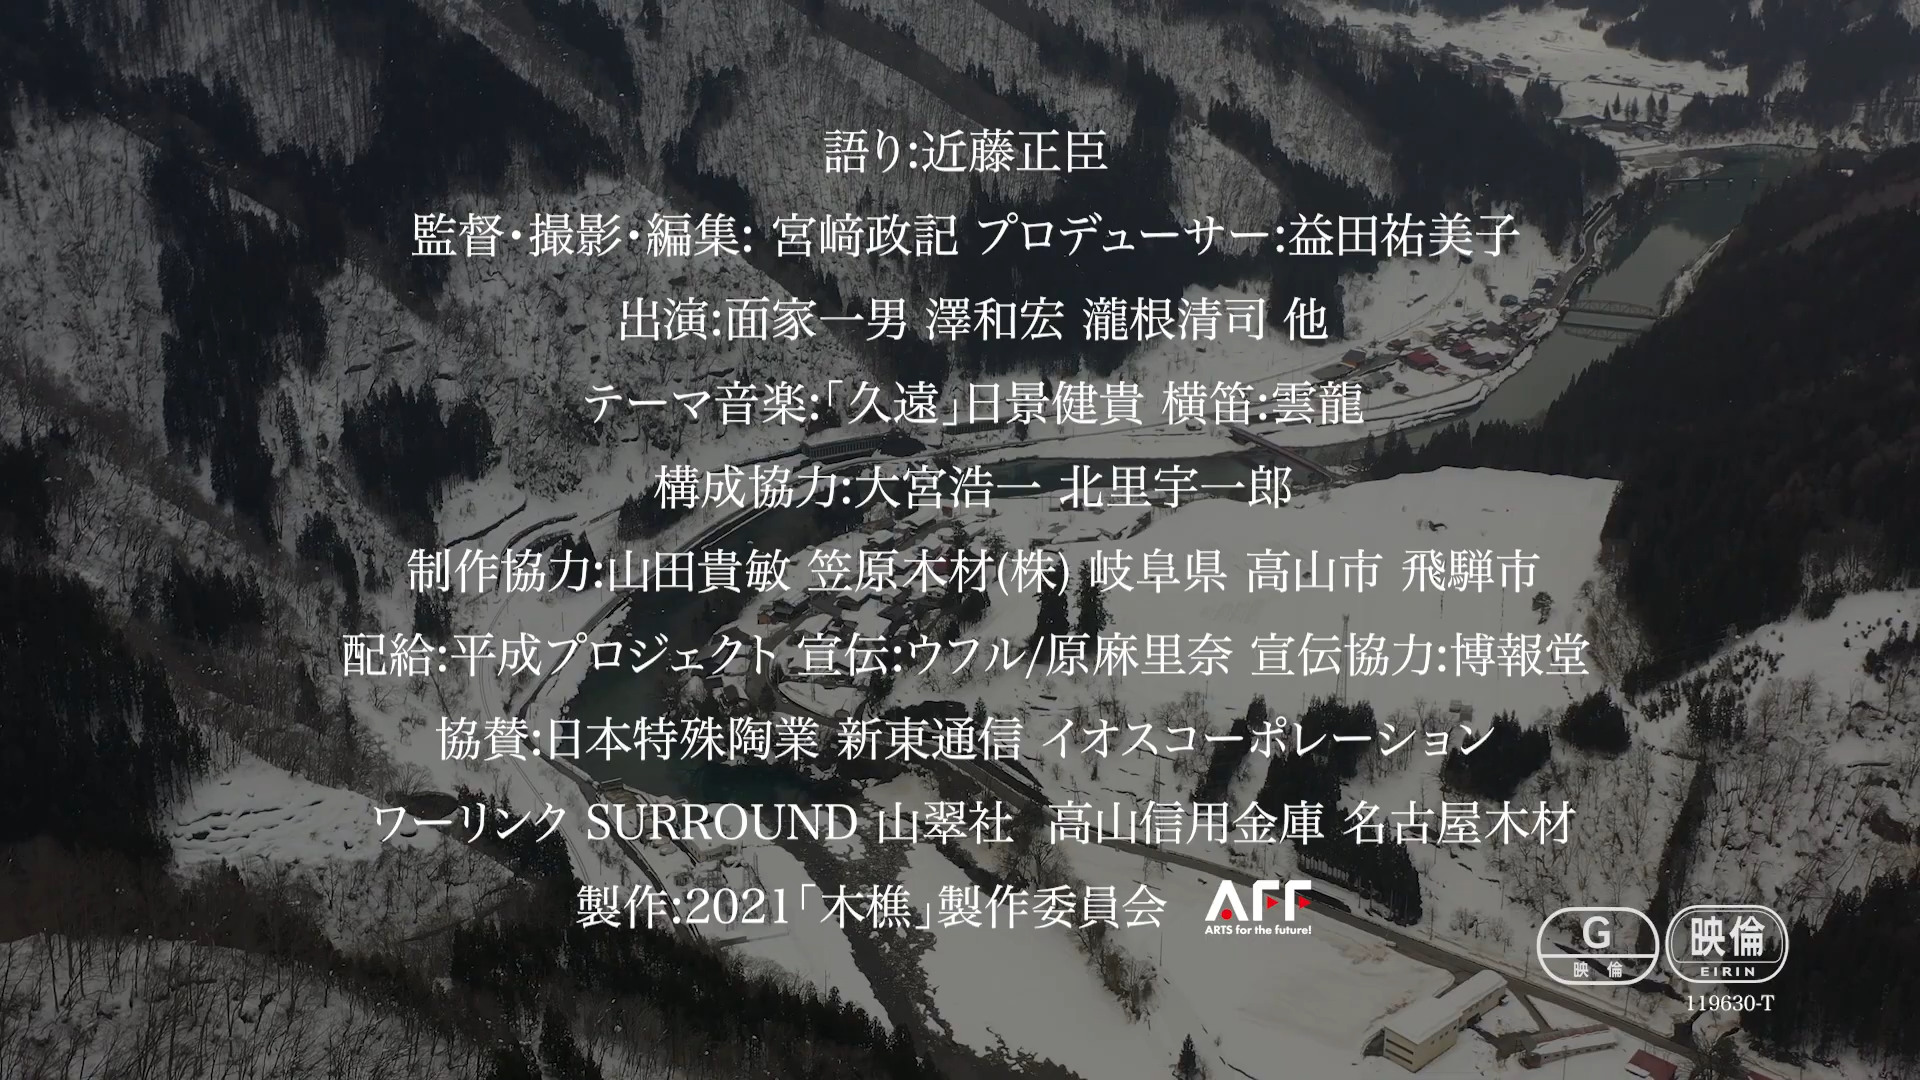 語り:近藤正臣
監督・撮影・編集: 宮﨑政記 プロデューサー:益田祐美子
出演:面家一男 澤和宏 瀧根清司 他
テーマ音楽:「久遠」日景健貴 横笛:雲龍
構成協力:大宮浩一 北里宇一郎
制作協力:山田貴敏 笠原木材(株) 岐阜県 高山市 飛騨市
配給:平成プロジェクト 宣伝:ウフル/原麻里奈 宣伝協力:博報堂
協賛:日本特殊陶業 新東通信 イオスコーポレーション
ワーリンク SURROUND 山翠社 高山信用金庫 名古屋木材
製作:2021「木樵」製作委員会 AFF
ARTS for the future!
G 映倫
映倫 EIRIN
119630-T